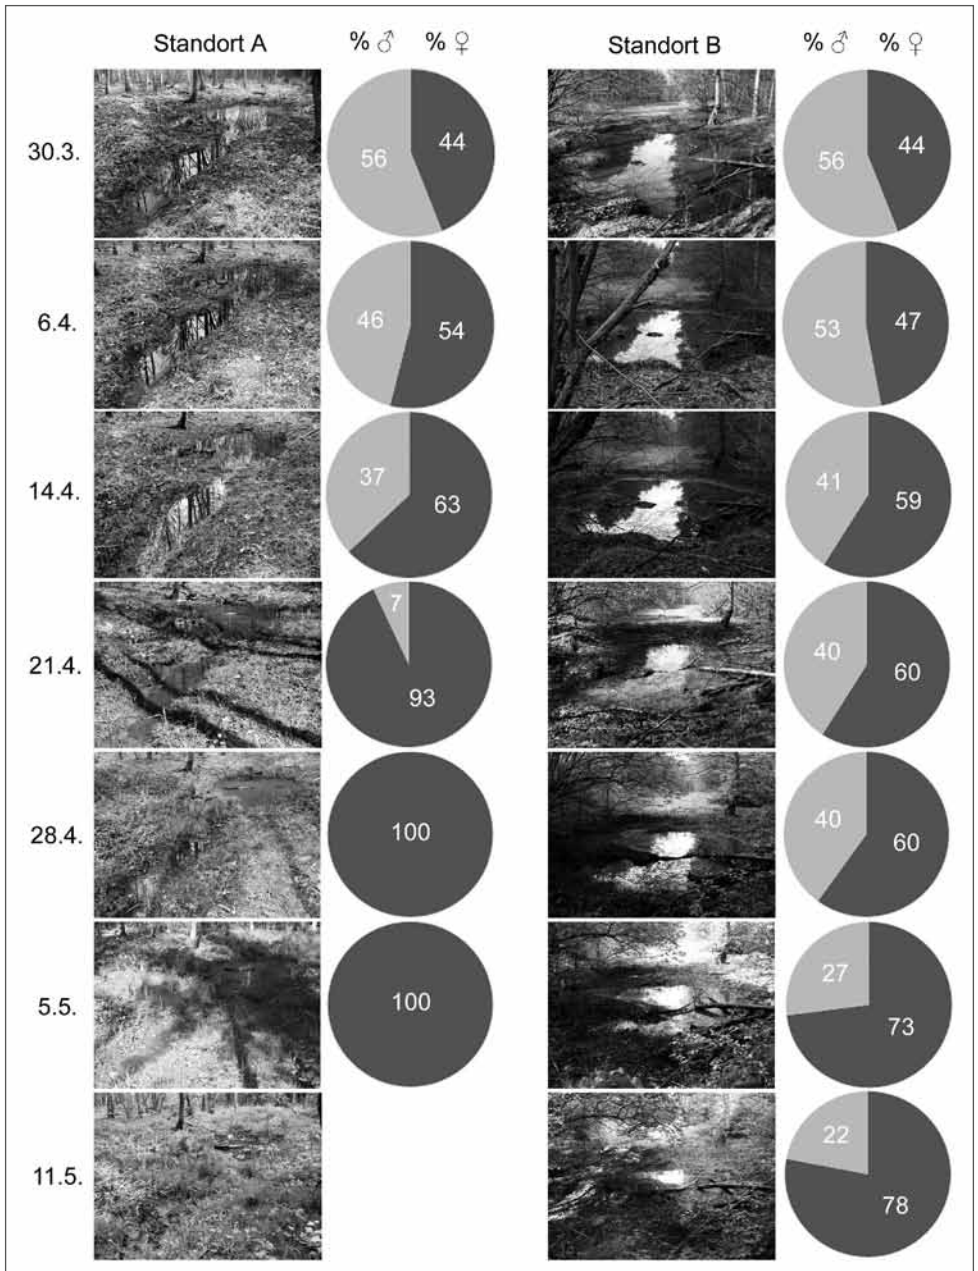 Standort A % ♂ % ♀ Standort B % ♂ % ♀
30.3. 56 44 56 44
6.4. 46 54 53 47
14.4. 37 63 41 59
21.4. 7 93 40 60
28.4. 100 40 60
5.5. 100 27 73
11.5. 22 78